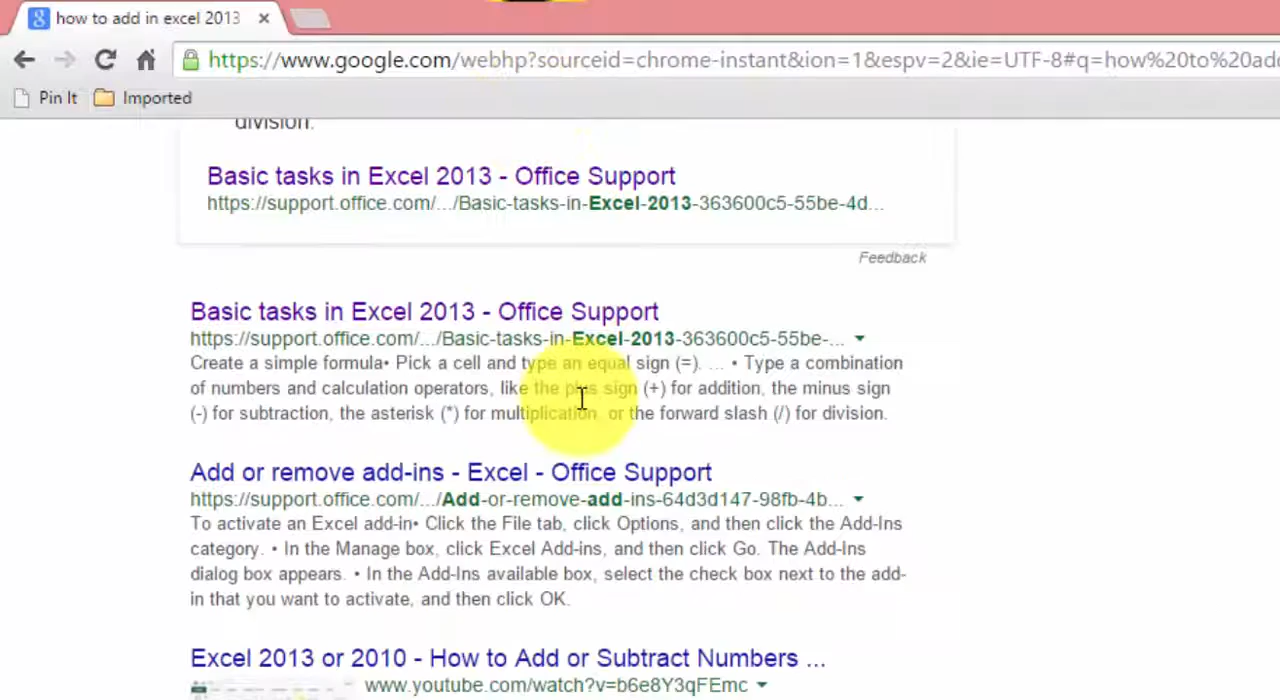 how to add in excel 2013
https://www.google.com/webhp?sourceid=chrome-instant&ion=1&espv=2&ie=UTF-8#q=how%20to%20add
Pin It Imported
division.
Basic tasks in Excel 2013 - Office Support
https://support.office.com/.../Basic-tasks-in-Excel-2013-363600c5-55be-4d...
Feedback
Basic tasks in Excel 2013 - Office Support
https://support.office.com/.../Basic-tasks-in-Excel-2013-363600c5-55be-...
Create a simple formula• Pick a cell and type an equal sign (=). ... • Type a combination
of numbers and calculation operators, like the plus sign (+) for addition, the minus sign
(-) for subtraction, the asterisk (*) for multiplication, or the forward slash (/) for division.
Add or remove add-ins - Excel - Office Support
https://support.office.com/.../Add-or-remove-add-ins-64d3d147-98fb-4b...
To activate an Excel add-in• Click the File tab, click Options, and then click the Add-Ins
category. • In the Manage box, click Excel Add-ins, and then click Go. The Add-Ins
dialog box appears. • In the Add-Ins available box, select the check box next to the add-
in that you want to activate, and then click OK.
Excel 2013 or 2010 - How to Add or Subtract Numbers ...
www.youtube.com/watch?v=b6e8Y3qFEmc